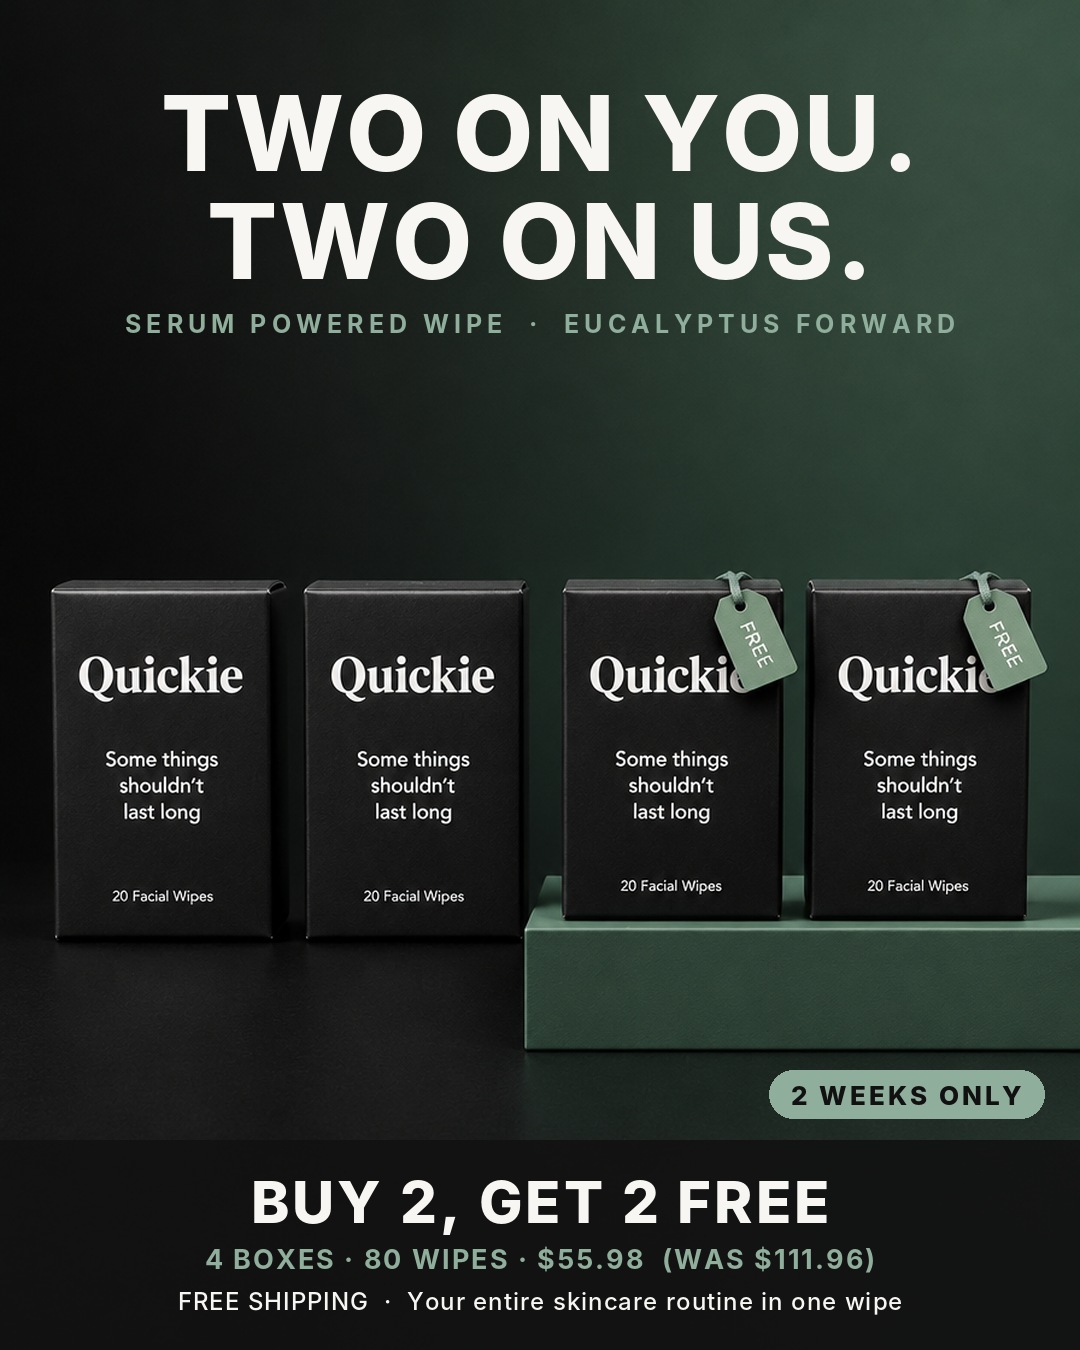 TWO ON YOU.
TWO ON US.
SERUM POWERED WIPE · EUCALYPTUS FORWARD
Quickie
Some things
shouldn't
last long
20 Facial Wipes
Quickie
Some things
shouldn't
last long
20 Facial Wipes
FREE
Quickie
Some things
shouldn't
last long
20 Facial Wipes
FREE
Quickie
Some things
shouldn't
last long
20 Facial Wipes
2 WEEKS ONLY
BUY 2, GET 2 FREE
4 BOXES · 80 WIPES · $55.98 (WAS $111.96)
FREE SHIPPING · Your entire skincare routine in one wipe